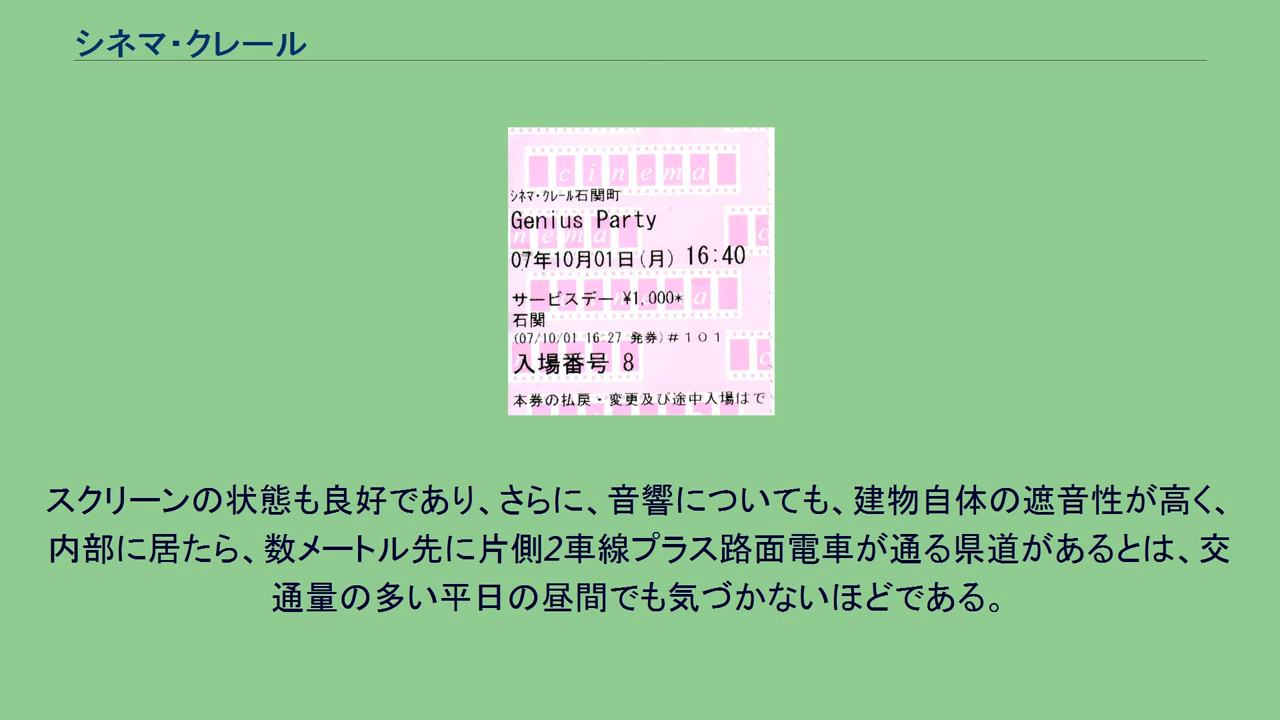 シネマ・クレール
cinema
シネマ・クレール石関町
Genius Party
nema
07年10月01日(月) 16:40
サービスデー ¥1,000*
石関
(07/10/01 16:27 発券)#101
入場番号 8
本券の払戻・変更及び途中入場はで
スクリーンの状態も良好であり、さらに、音響についても、建物自体の遮音性が高く、
内部に居たら、数メートル先に片側2車線プラス路面電車が通る県道があるとは、交
通量の多い平日の昼間でも気づかないほどである。